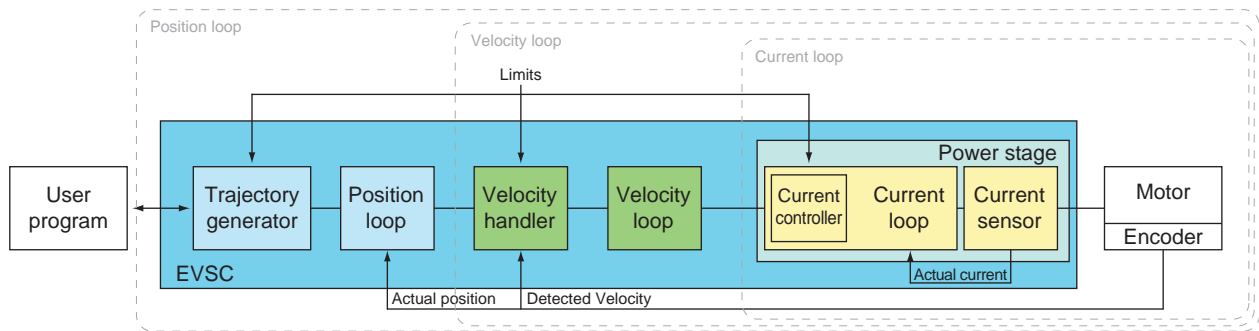 Position loop
Velocity loop
Current loop
Limits
Power stage
User
program
Trajectory
generator
Position
loop
Velocity
handler
Velocity
loop
Current
controller
Current
loop
Current
sensor
Motor
Encoder
EVSC
Actual current
Actual position
Detected Velocity